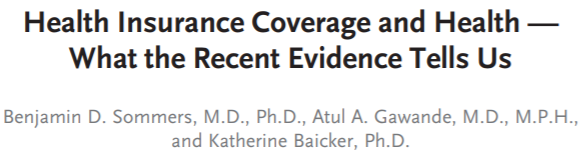 Health Insurance Coverage and Health —
What the Recent Evidence Tells Us
Benjamin D. Sommers, M.D., Ph.D., Atul A. Gawande, M.D., M.P.H.,
and Katherine Baicker, Ph.D.